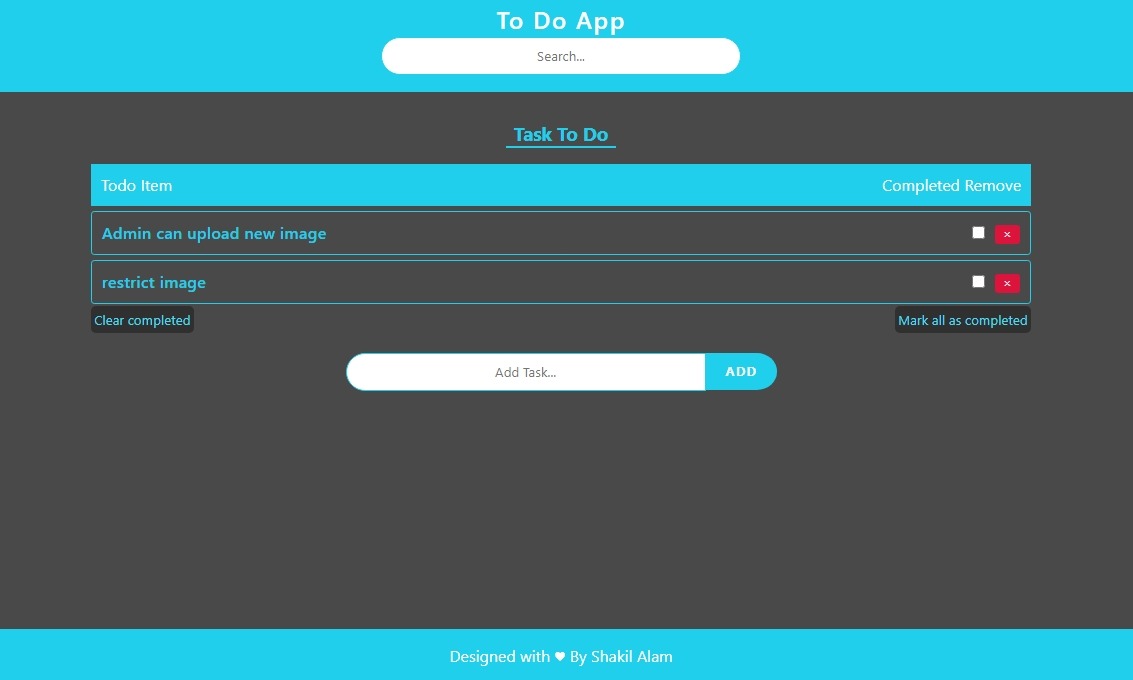 To Do App
Search...
Task To Do
Todo Item Completed Remove
Admin can upload new image ×
restrict image ×
Clear completed Mark all as completed
Add Task... ADD
Designed with ♥ By Shakil Alam